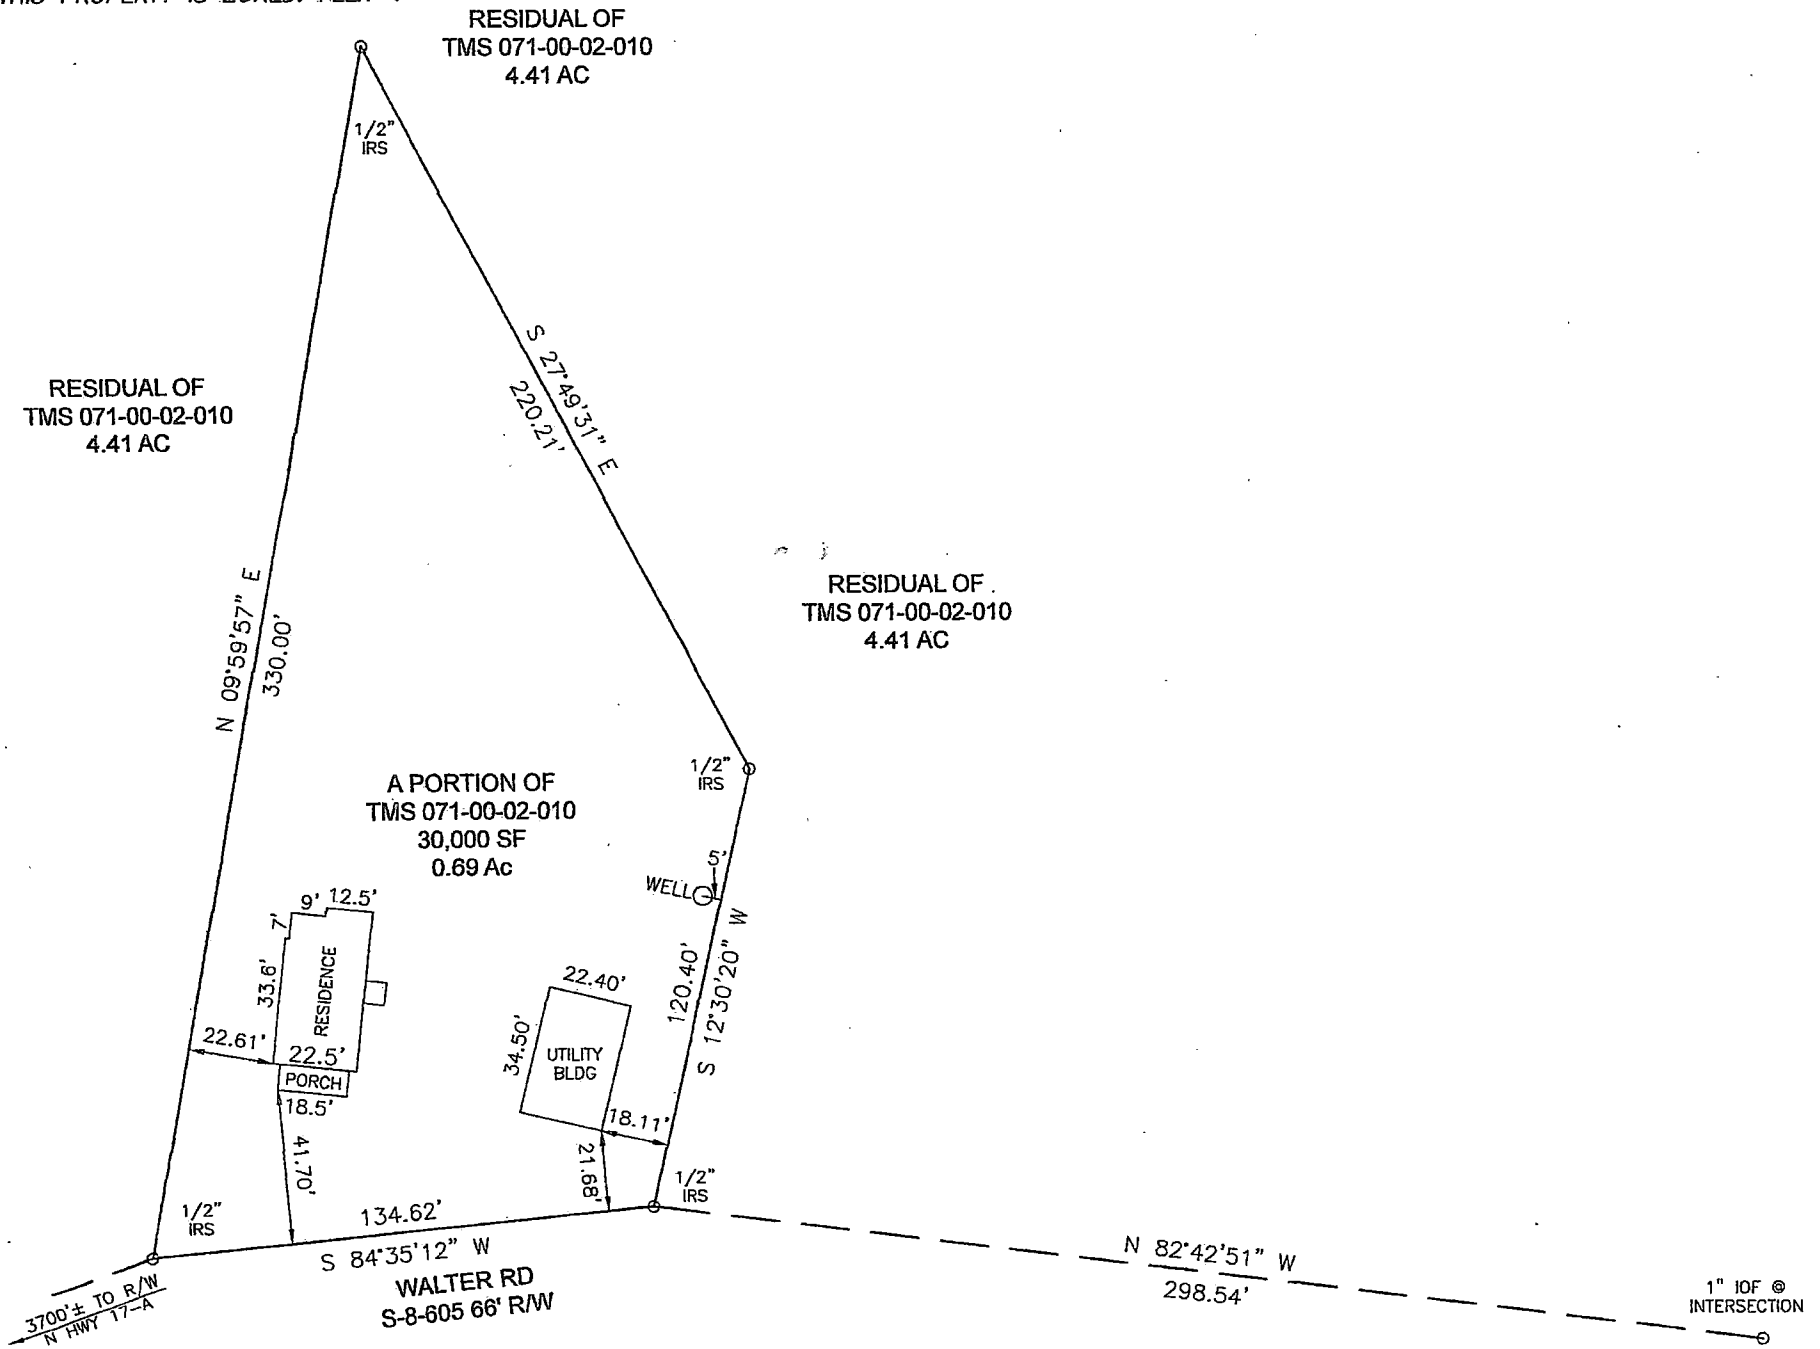 THIS PROPERTY IS
RESIDUAL OF
TMS 071-00-02-010
4.41 AC
1/2"
IRS
S 27°49'31" E
220.21'
RESIDUAL OF
TMS 071-00-02-010
4.41 AC
N 09°59'57" E
330.00'
RESIDUAL OF
TMS 071-00-02-010
4.41 AC
1/2"
IRS
A PORTION OF
TMS 071-00-02-010
30,000 SF
0.69 Ac
5'
WELL
120.40'
S 12°30'20" W
9'
12.5'
7'
33.6'
RESIDENCE
22.61'
22.5'
PORCH
18.5'
41.70'
22.40'
34.50'
UTILITY
BLDG
18.11'
21.68'
1/2"
IRS
1/2"
IRS
134.62'
S 84°35'12" W
WALTER RD
S-8-605 66' R/W
3700'± TO R/W
N HWY 17-A
N 82°42'51" W
298.54'
1" IOF @
INTERSECTION